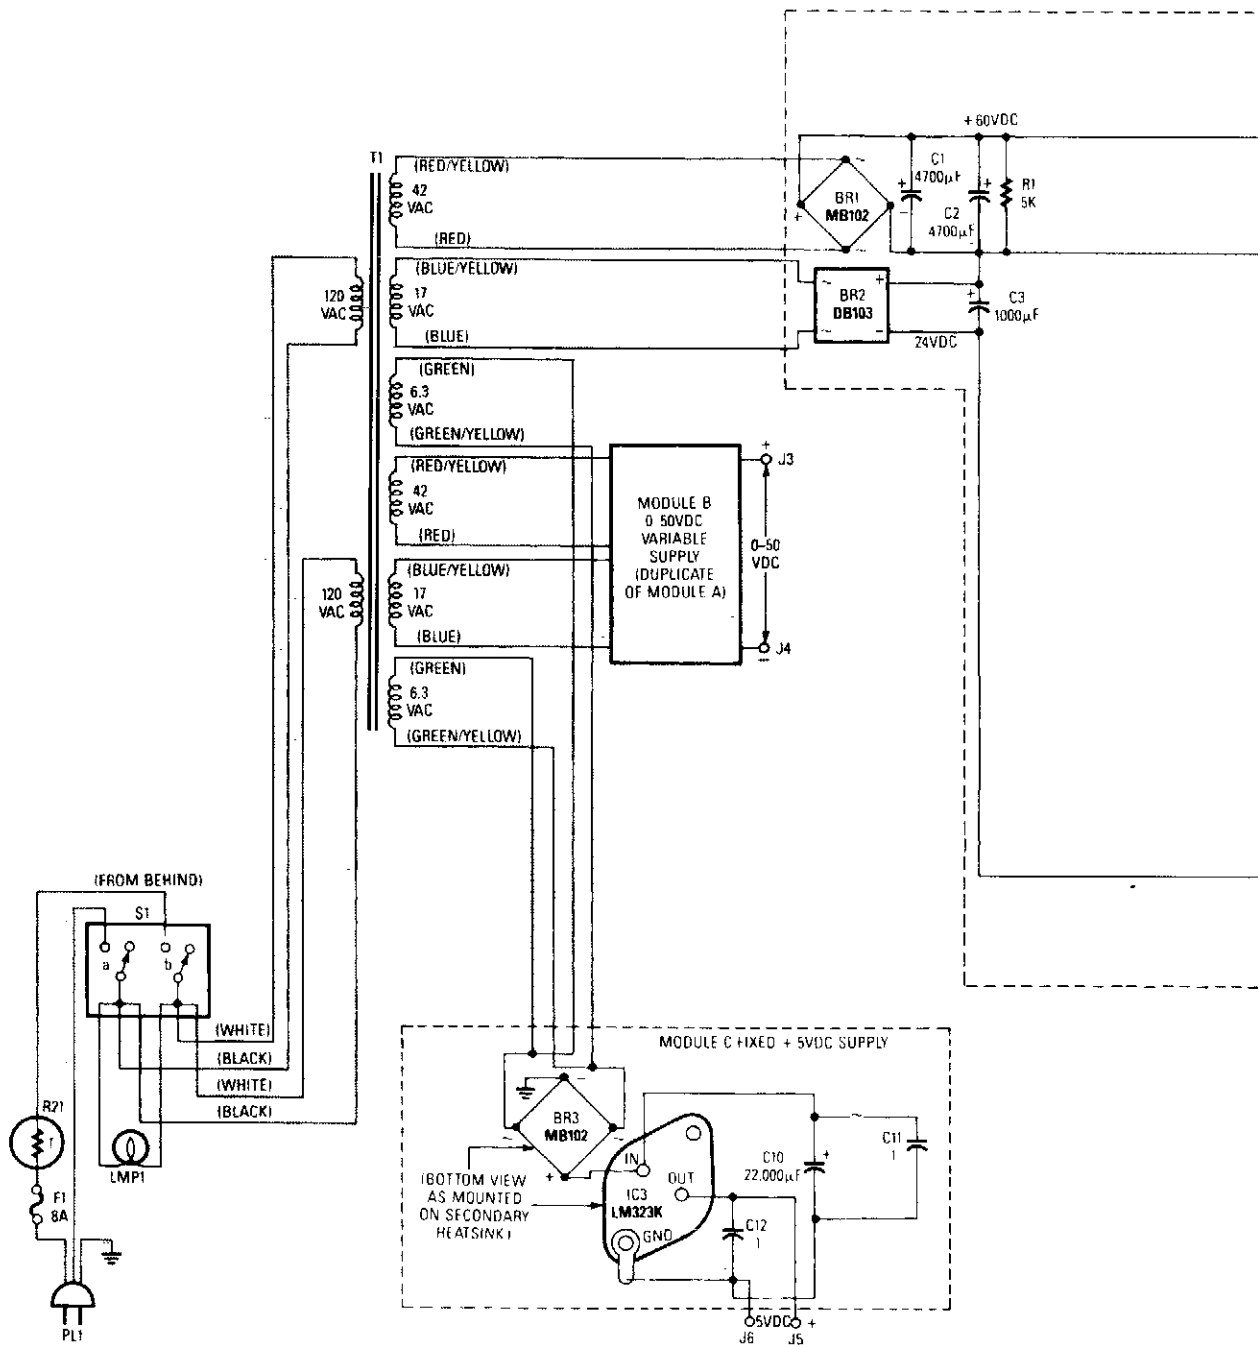 +60VDC
T1
(RED/YELLOW)
42
VAC
(RED)
BR1
MB102
+
~
~
+
C1
4700µF
−
+
C2
4700µF
R1
5K
(BLUE/YELLOW)
120
VAC
17
VAC
(BLUE)
~
+
BR2
DB103
~
−
24VDC
+
C3
1000µF
(GREEN)
6.3
VAC
(GREEN/YELLOW)
(RED/YELLOW)
42
VAC
(RED)
MODULE B
0 50VDC
VARIABLE
SUPPLY
(DUPLICATE
OF MODULE A)
+
J3
0–50
VDC
J4
−
(BLUE/YELLOW)
120
VAC
17
VAC
(BLUE)
(GREEN)
6.3
VAC
(GREEN/YELLOW)
(FROM BEHIND)
S1
a
b
(WHITE)
(BLACK)
(WHITE)
(BLACK)
R21
T
LMP1
F1
8A
PL1
MODULE C FIXED + 5VDC SUPPLY
−
BR3
MB102
~
~
+
(BOTTOM VIEW
AS MOUNTED
ON SECONDARY
HEATSINK)
IN
OUT
IC3
LM323K
GND
C10
22,000µF
+
C11
1
C12
1
5VDC
+
J6
J5